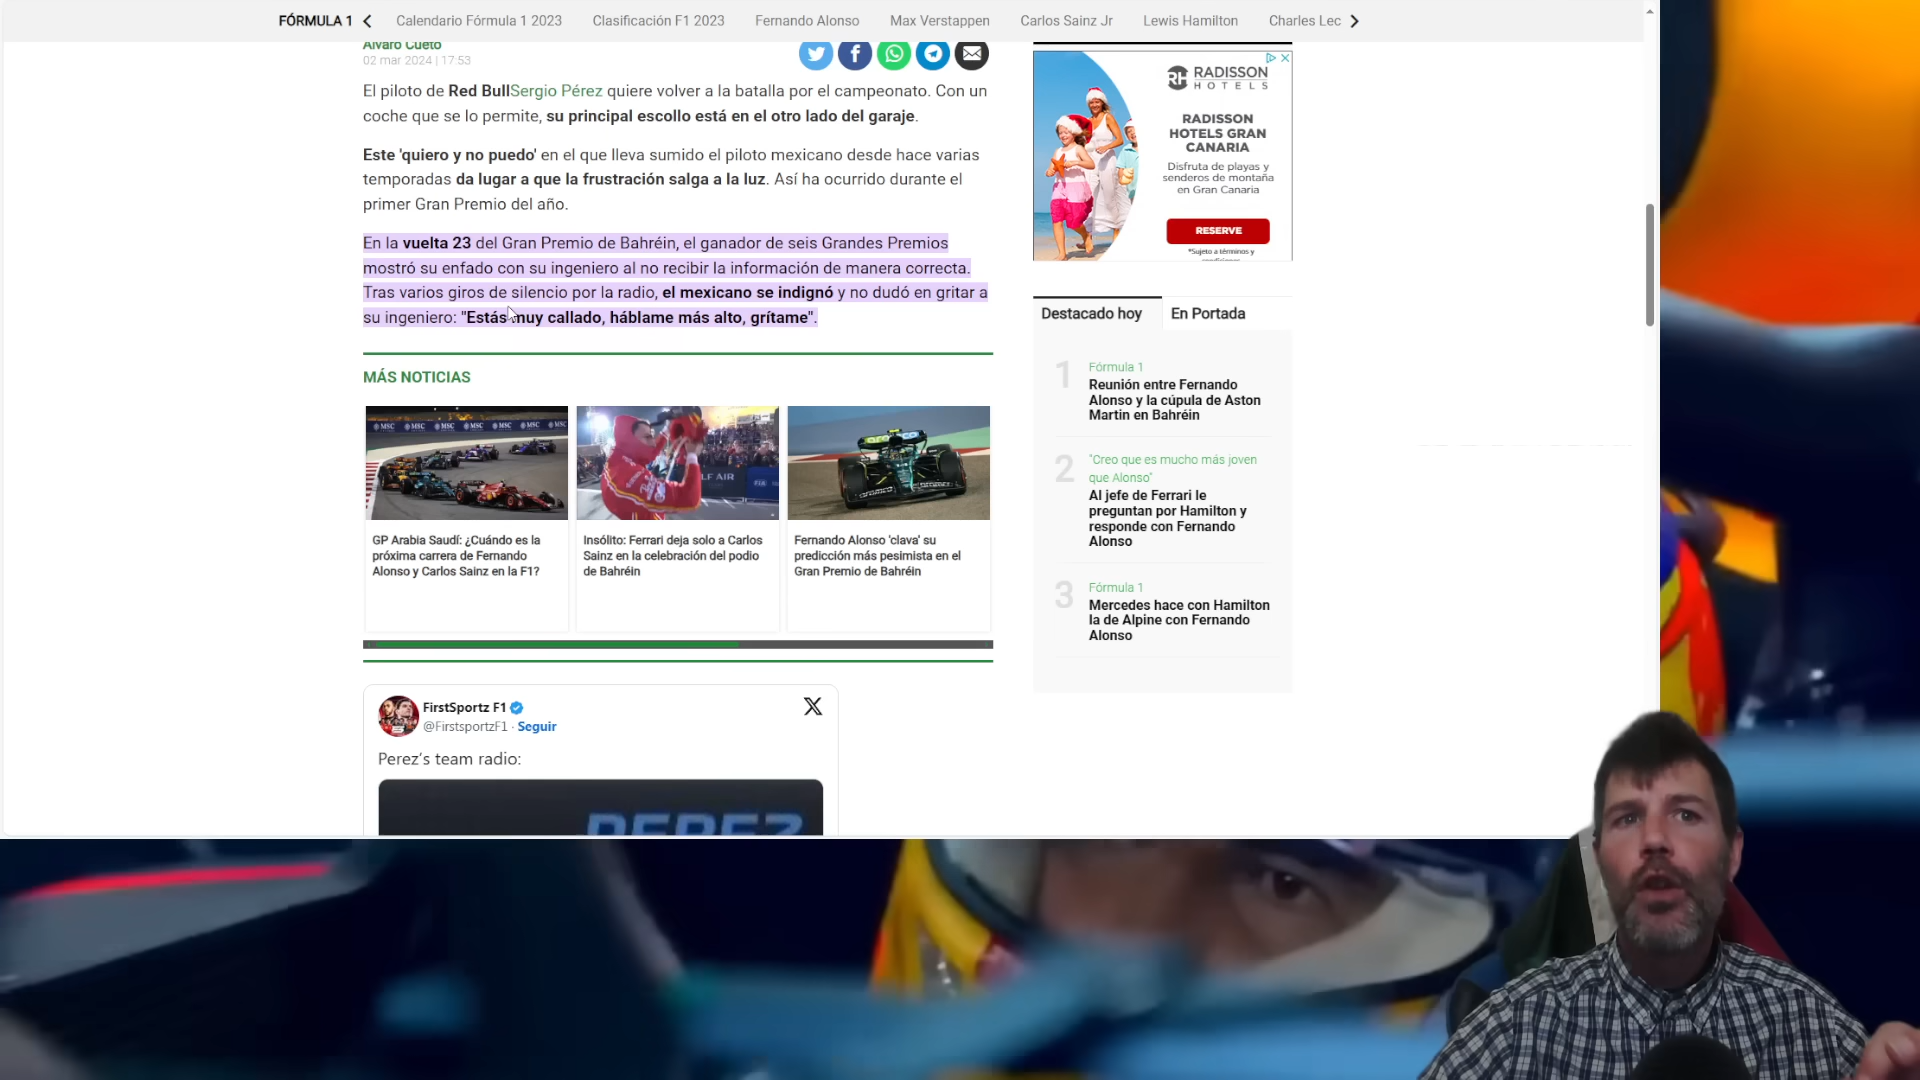 FÓRMULA 1
Calendario Fórmula 1 2023
Clasificación F1 2023
Fernando Alonso
Max Verstappen
Carlos Sainz Jr
Lewis Hamilton
Charles Lec
Álvaro Cueto
02 mar 2024 | 17:53
El piloto de Red BullSergio Pérez quiere volver a la batalla por el campeonato. Con un
coche que se lo permite, su principal escollo está en el otro lado del garaje.
Este 'quiero y no puedo' en el que lleva sumido el piloto mexicano desde hace varias
temporadas da lugar a que la frustración salga a la luz. Así ha ocurrido durante el
primer Gran Premio del año.
En la vuelta 23 del Gran Premio de Bahréin, el ganador de seis Grandes Premios
mostró su enfado con su ingeniero al no recibir la información de manera correcta.
Tras varios giros de silencio por la radio, el mexicano se indignó y no dudó en gritar a
su ingeniero: "Estás muy callado, háblame más alto, grítame".
MÁS NOTICIAS
MSC MSC MSC MSC MSC MSC
GP Arabia Saudí: ¿Cuándo es la
próxima carrera de Fernando
Alonso y Carlos Sainz en la F1?
LF AIR
Insólito: Ferrari deja solo a Carlos
Sainz en la celebración del podio
de Bahréin
Fernando Alonso 'clava' su
predicción más pesimista en el
Gran Premio de Bahréin
FirstSportz F1
@FirstsportzF1 · Seguir
Perez's team radio:
PEREZ
RH RADISSON
HOTELS
RADISSON
HOTELS GRAN
CANARIA
Disfruta de playas y
senderos de montaña
en Gran Canaria
RESERVE
*Sujeto a términos y
condiciones
Destacado hoy
En Portada
1
Fórmula 1
Reunión entre Fernando
Alonso y la cúpula de Aston
Martin en Bahréin
2
"Creo que es mucho más joven
que Alonso"
Al jefe de Ferrari le
preguntan por Hamilton y
responde con Fernando
Alonso
3
Fórmula 1
Mercedes hace con Hamilton
la de Alpine con Fernando
Alonso